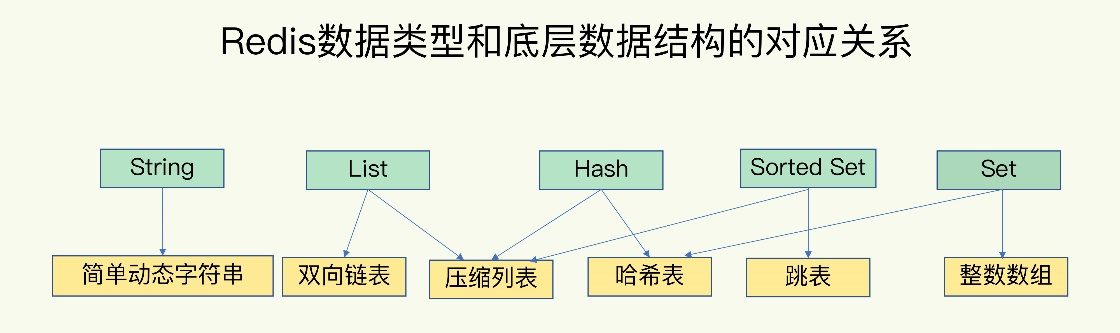 Redis数据类型和底层数据结构的对应关系
String
List
Hash
Sorted Set
Set
简单动态字符串
双向链表
压缩列表
哈希表
跳表
整数数组